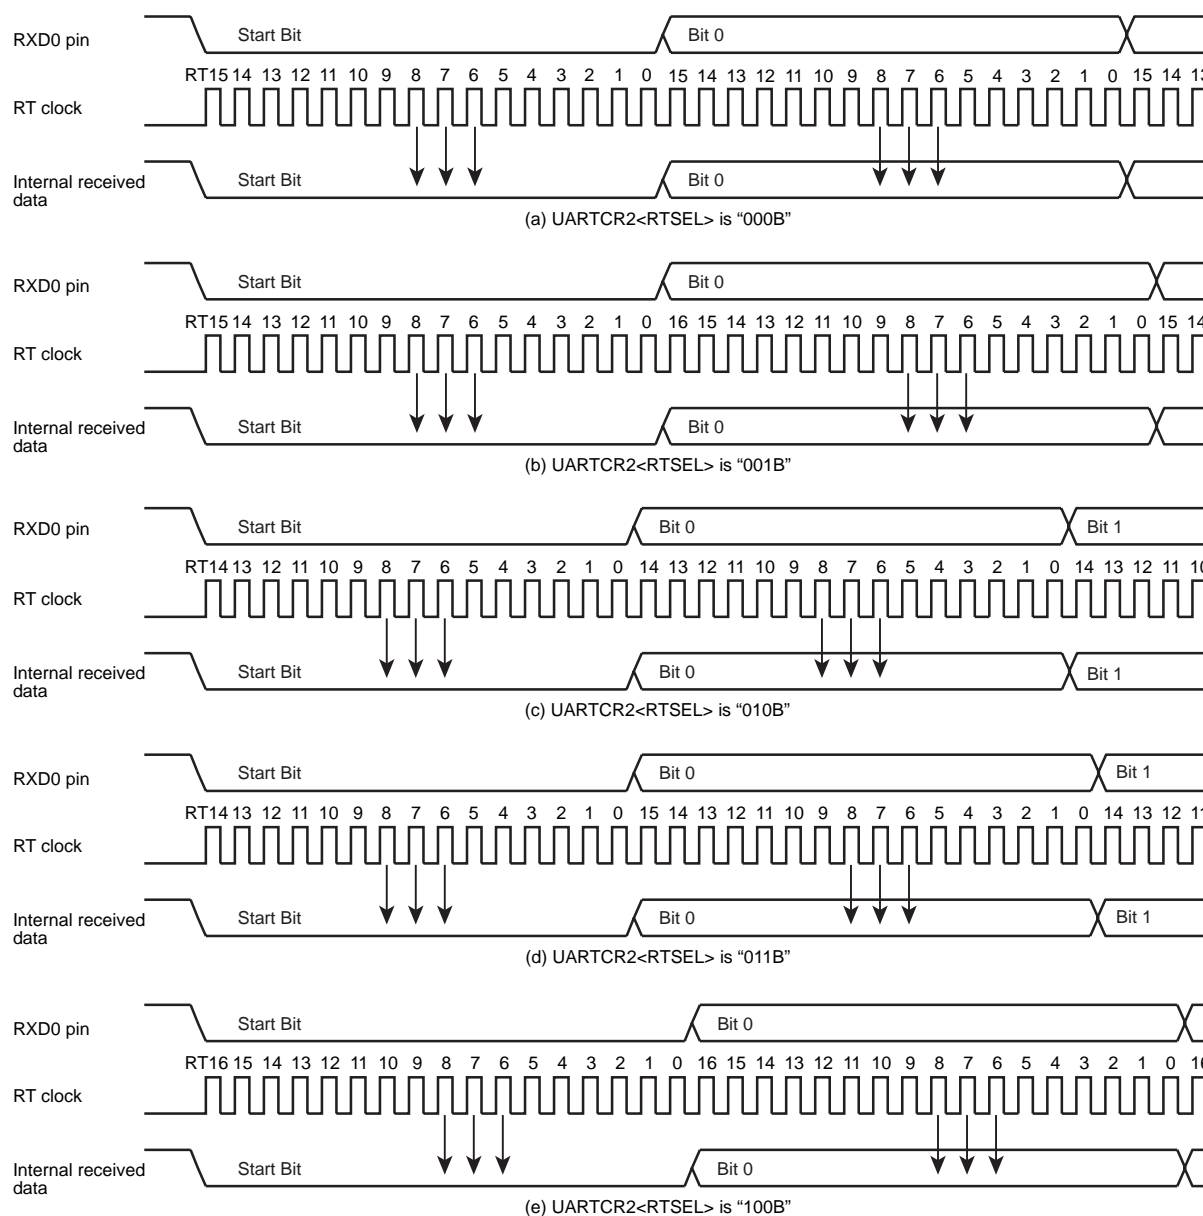 RXD0 pin Start Bit Bit 0
RT15 14 13 12 11 10 9 8 7 6 5 4 3 2 1 0 15 14 13 12 11 10 9 8 7 6 5 4 3 2 1 0 15 14
RT clock
Internal received
data
Start Bit Bit 0
(a) UARTCR2<RTSEL> is “000B”
RXD0 pin Start Bit Bit 0
RT15 14 13 12 11 10 9 8 7 6 5 4 3 2 1 0 16 15 14 13 12 11 10 9 8 7 6 5 4 3 2 1 0 15 14
RT clock
Internal received
data
Start Bit Bit 0
(b) UARTCR2<RTSEL> is “001B”
RXD0 pin Start Bit Bit 0 Bit 1
RT14 13 12 11 10 9 8 7 6 5 4 3 2 1 0 14 13 12 11 10 9 8 7 6 5 4 3 2 1 0 14 13 12 11 10
RT clock
Internal received
data
Start Bit Bit 0 Bit 1
(c) UARTCR2<RTSEL> is “010B”
RXD0 pin Start Bit Bit 0 Bit 1
RT14 13 12 11 10 9 8 7 6 5 4 3 2 1 0 15 14 13 12 11 10 9 8 7 6 5 4 3 2 1 0 14 13 12 11
RT clock
Internal received
data
Start Bit Bit 0 Bit 1
(d) UARTCR2<RTSEL> is “011B”
RXD0 pin Start Bit Bit 0
RT16 15 14 13 12 11 10 9 8 7 6 5 4 3 2 1 0 16 15 14 13 12 11 10 9 8 7 6 5 4 3 2 1 0 16
RT clock
Internal received
data
Start Bit Bit 0
(e) UARTCR2<RTSEL> is “100B”